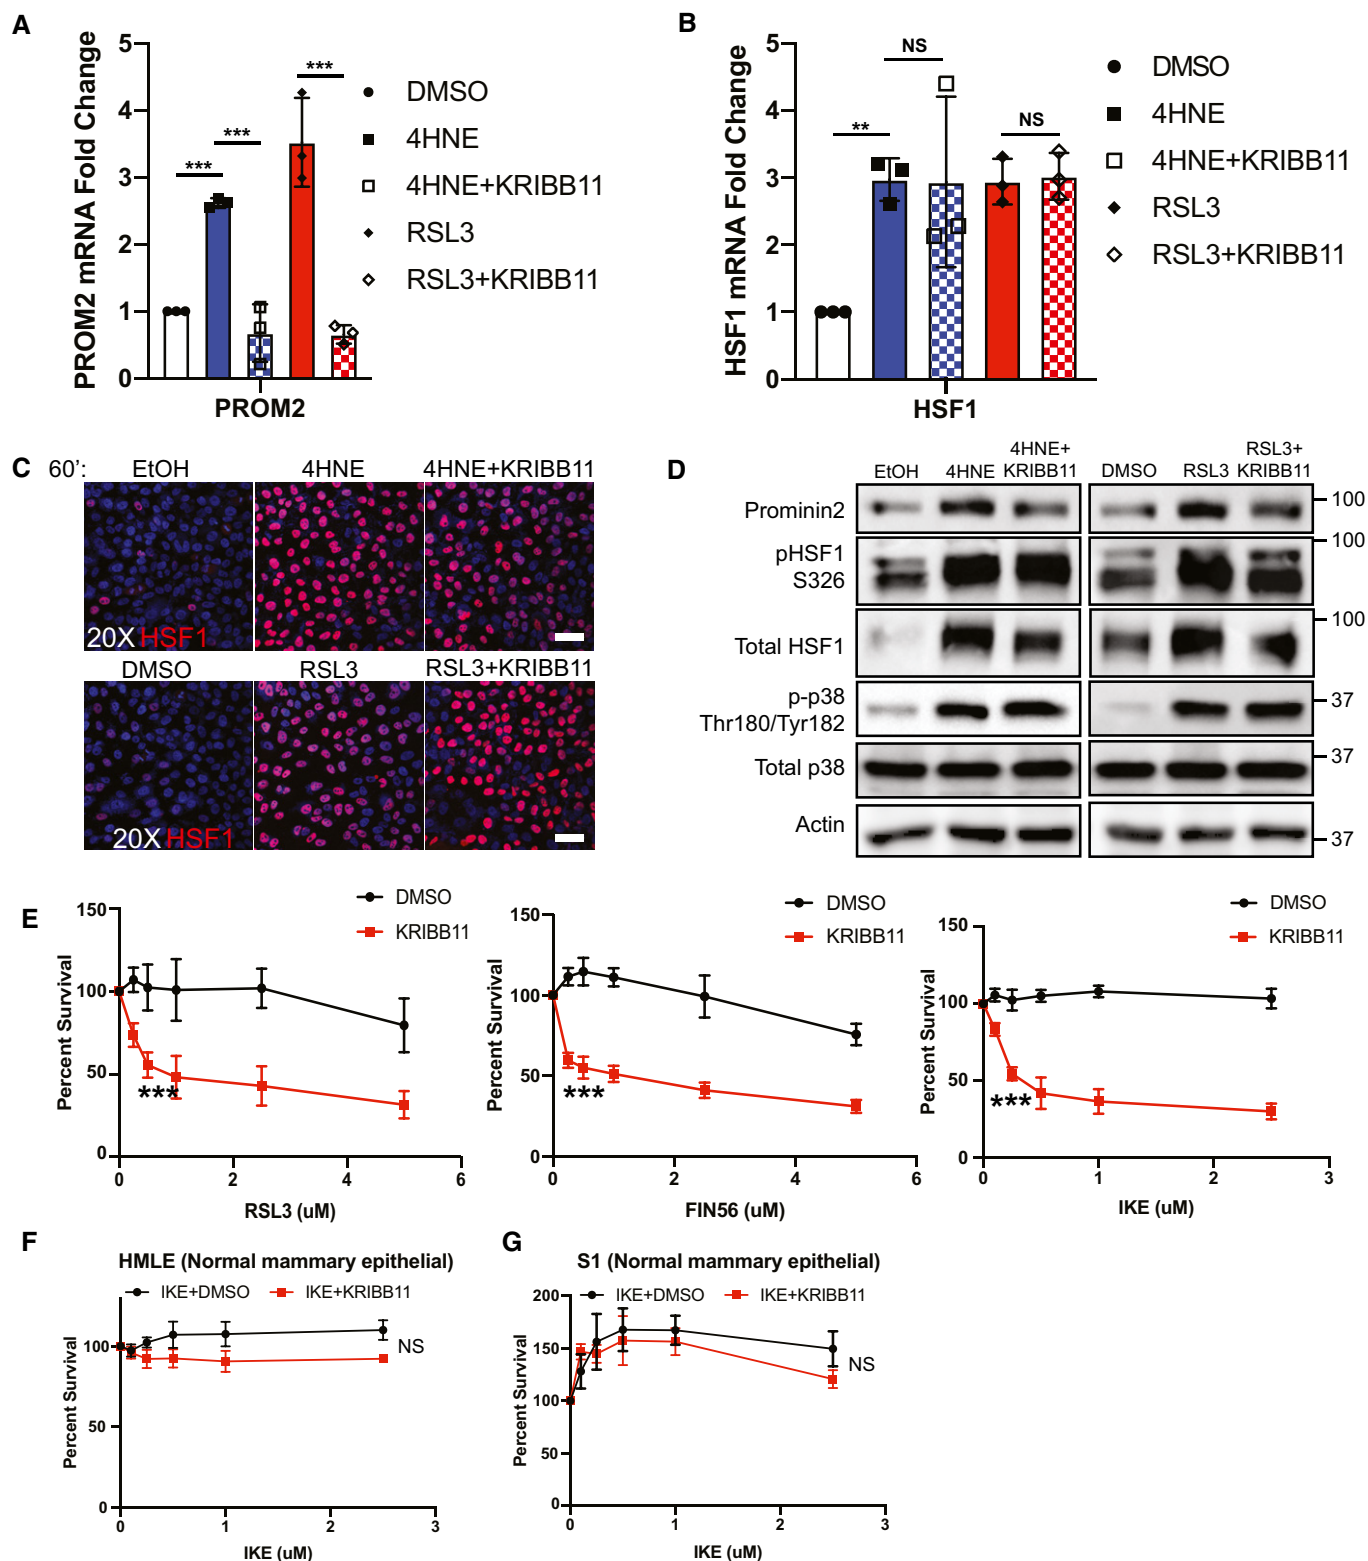 A
PROM2 mRNA Fold Change
5
4
3
2
1
0
***
***
***
PROM2
DMSO
4HNE
4HNE+KRIBB11
RSL3
RSL3+KRIBB11
B
HSF1 mRNA Fold Change
5
4
3
2
1
0
**
NS
NS
HSF1
DMSO
4HNE
4HNE+KRIBB11
RSL3
RSL3+KRIBB11
C
60': EtOH 4HNE 4HNE+KRIBB11
20X HSF1
DMSO RSL3 RSL3+KRIBB11
20X HSF1
D
EtOH 4HNE 4HNE+
KRIBB11
DMSO RSL3 RSL3+
KRIBB11
Prominin2
100
pHSF1
S326
100
Total HSF1
100
p-p38
Thr180/Tyr182
37
Total p38
37
Actin
37
E
Percent Survival
150
100
50
0
0 2 4 6
RSL3 (uM)
DMSO
KRIBB11
***
Percent Survival
150
100
50
0
0 2 4 6
FIN56 (uM)
DMSO
KRIBB11
***
Percent Survival
150
100
50
0
0 1 2 3
IKE (uM)
DMSO
KRIBB11
***
F
HMLE (Normal mammary epithelial)
IKE+DMSO IKE+KRIBB11
Percent Survival
100
50
0
NS
0 1 2 3
IKE (uM)
G
S1 (Normal mammary epithelial)
IKE+DMSO IKE+KRIBB11
Percent Survival
200
150
100
50
0
NS
0 1 2 3
IKE (uM)